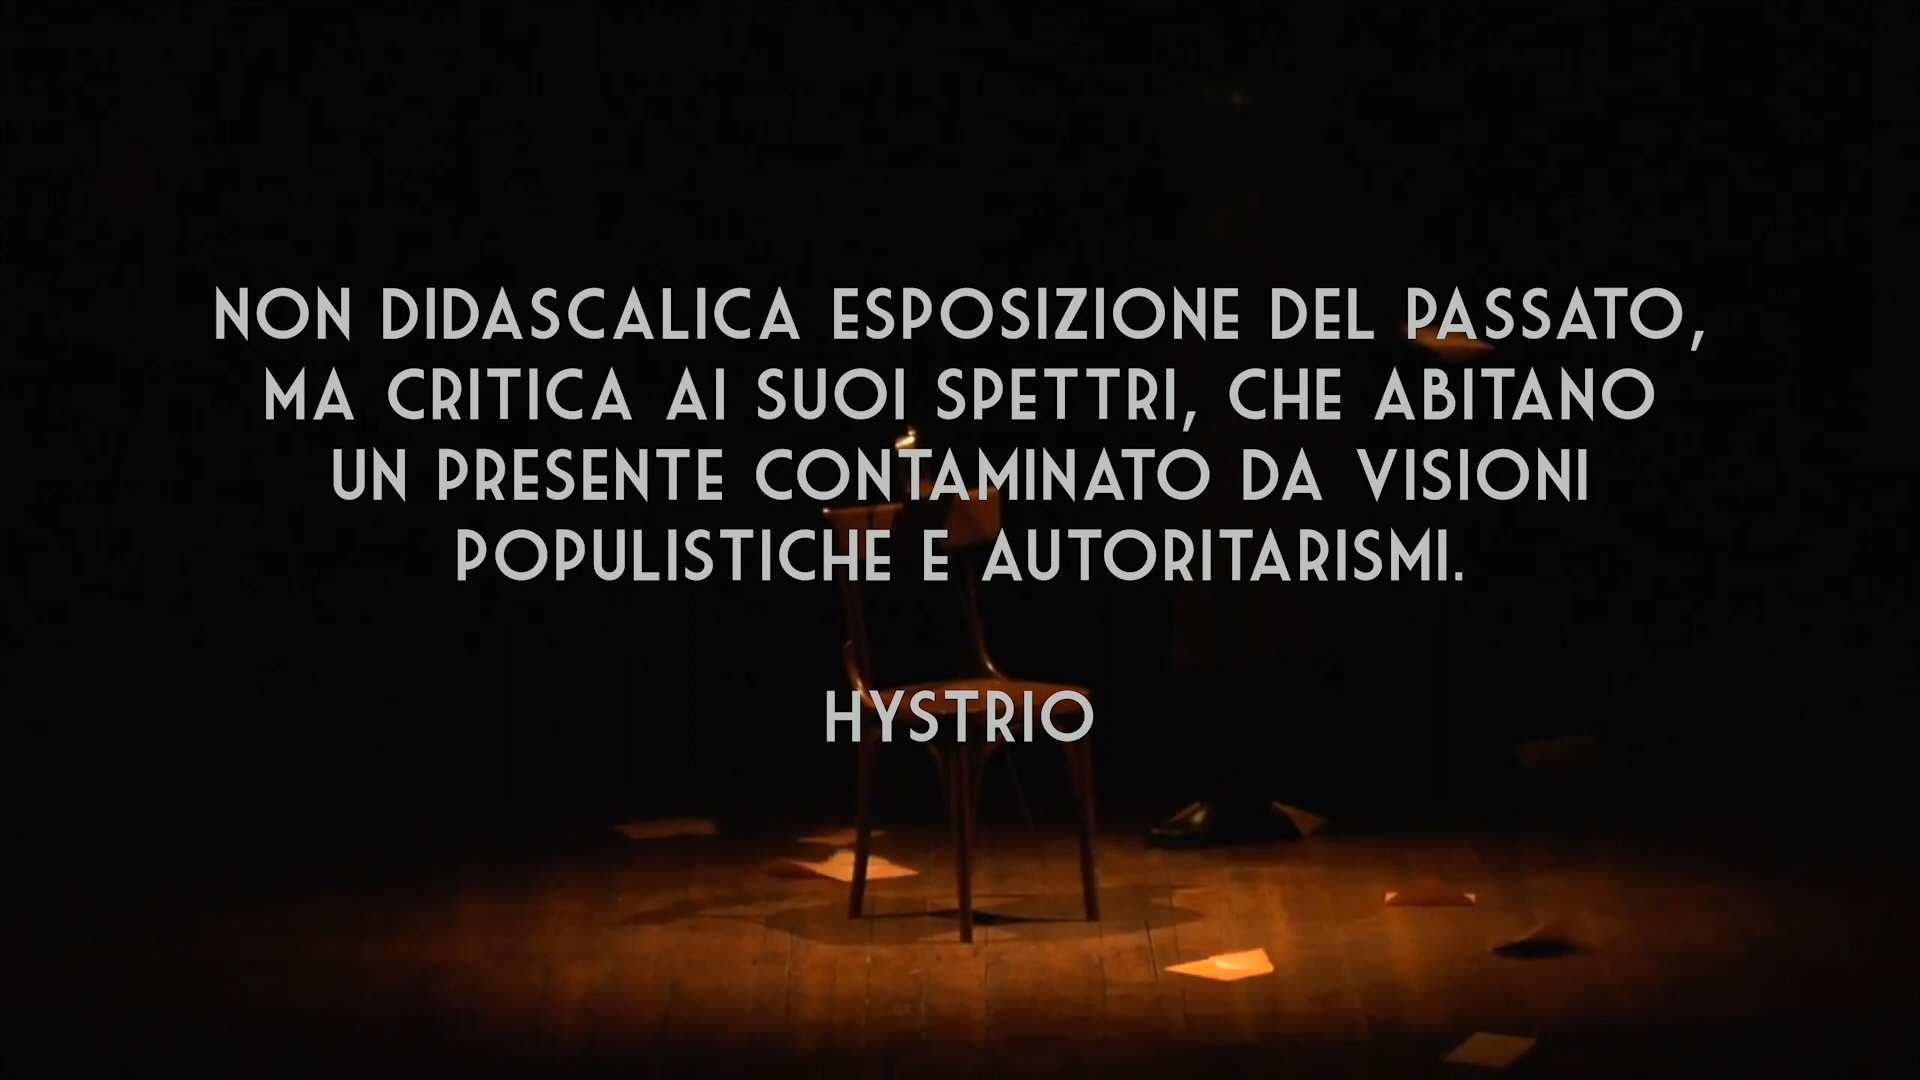 NON DIDASCALICA ESPOSIZIONE DEL PASSATO,
MA CRITICA AI SUOI SPETTRI, CHE ABITANO
UN PRESENTE CONTAMINATO DA VISIONI
POPULISTICHE E AUTORITARISMI.
HYSTRIO